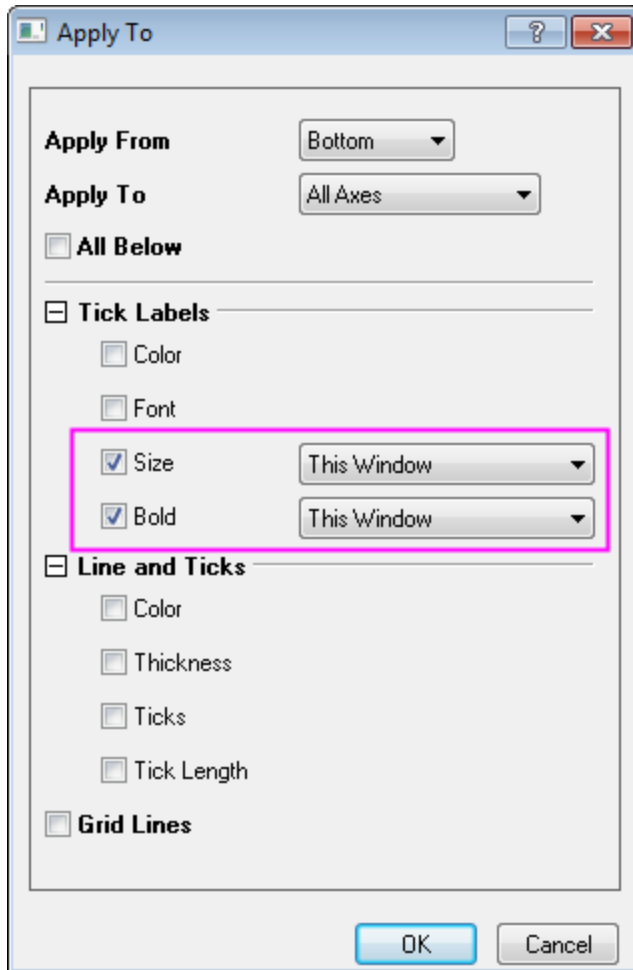 Apply To
Apply From Bottom
Apply To All Axes
All Below
Tick Labels
Color
Font
Size This Window
Bold This Window
Line and Ticks
Color
Thickness
Ticks
Tick Length
Grid Lines
OK Cancel